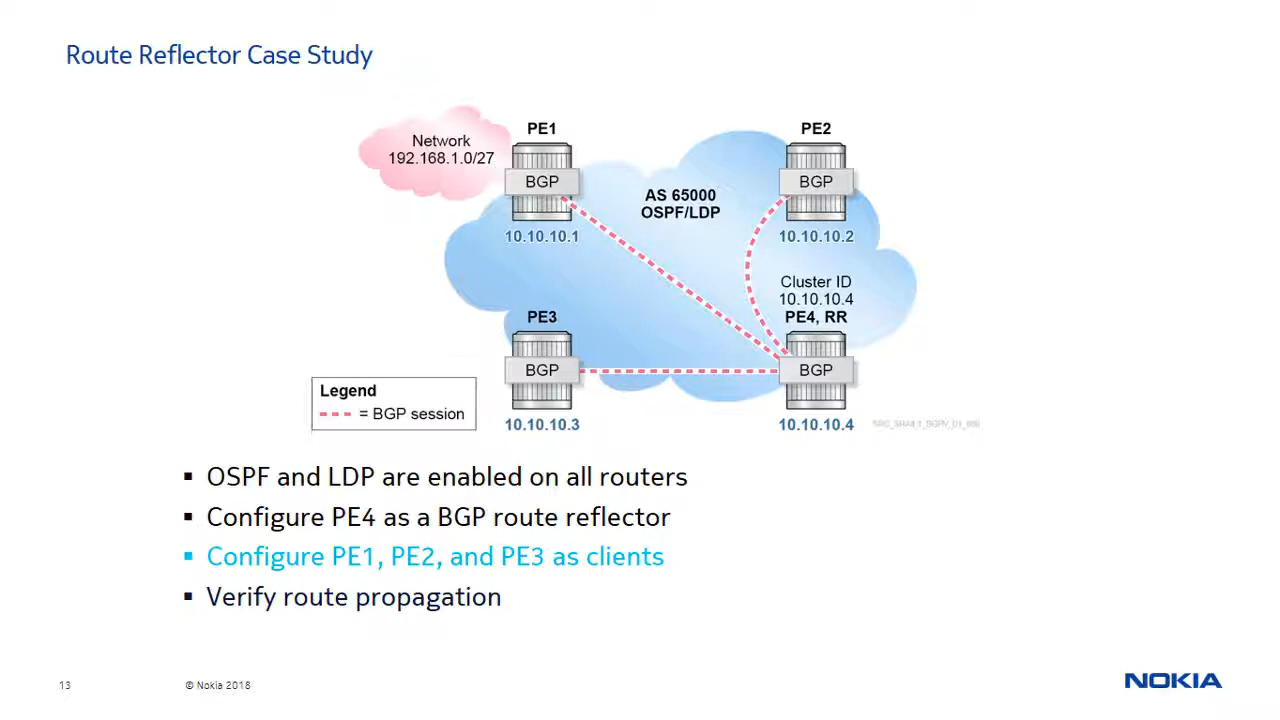 Route Reflector Case Study
Network
192.168.1.0/27
PE1
BGP
10.10.10.1
AS 65000
OSPF/LDP
PE2
BGP
10.10.10.2
Cluster ID
10.10.10.4
PE4, RR
BGP
10.10.10.4
PE3
BGP
10.10.10.3
Legend
= BGP session
▪ OSPF and LDP are enabled on all routers
▪ Configure PE4 as a BGP route reflector
▪ Configure PE1, PE2, and PE3 as clients
▪ Verify route propagation
13
© Nokia 2018
NOKIA